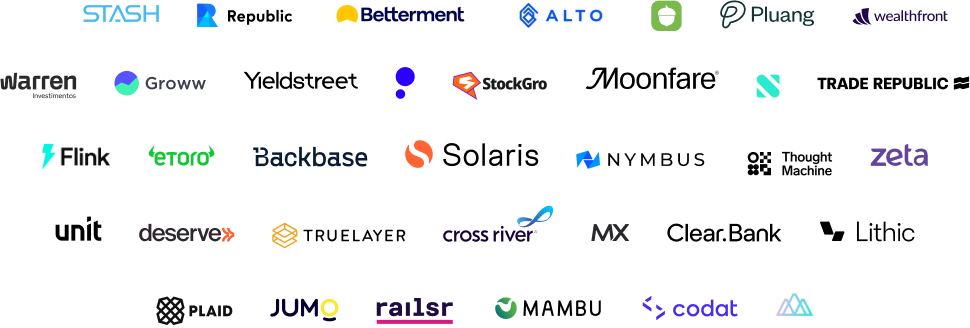 STASH Republic Betterment ALTO Pluang wealthfront
warren Investimentos Groww Yieldstreet StockGro Moonfare® TRADE REPUBLIC
Flink eToro Backbase Solaris NYMBUS Thought Machine zeta
unit deserve TRUELAYER cross river MX Clear.Bank Lithic
PLAID JUMO railsr MAMBU codat